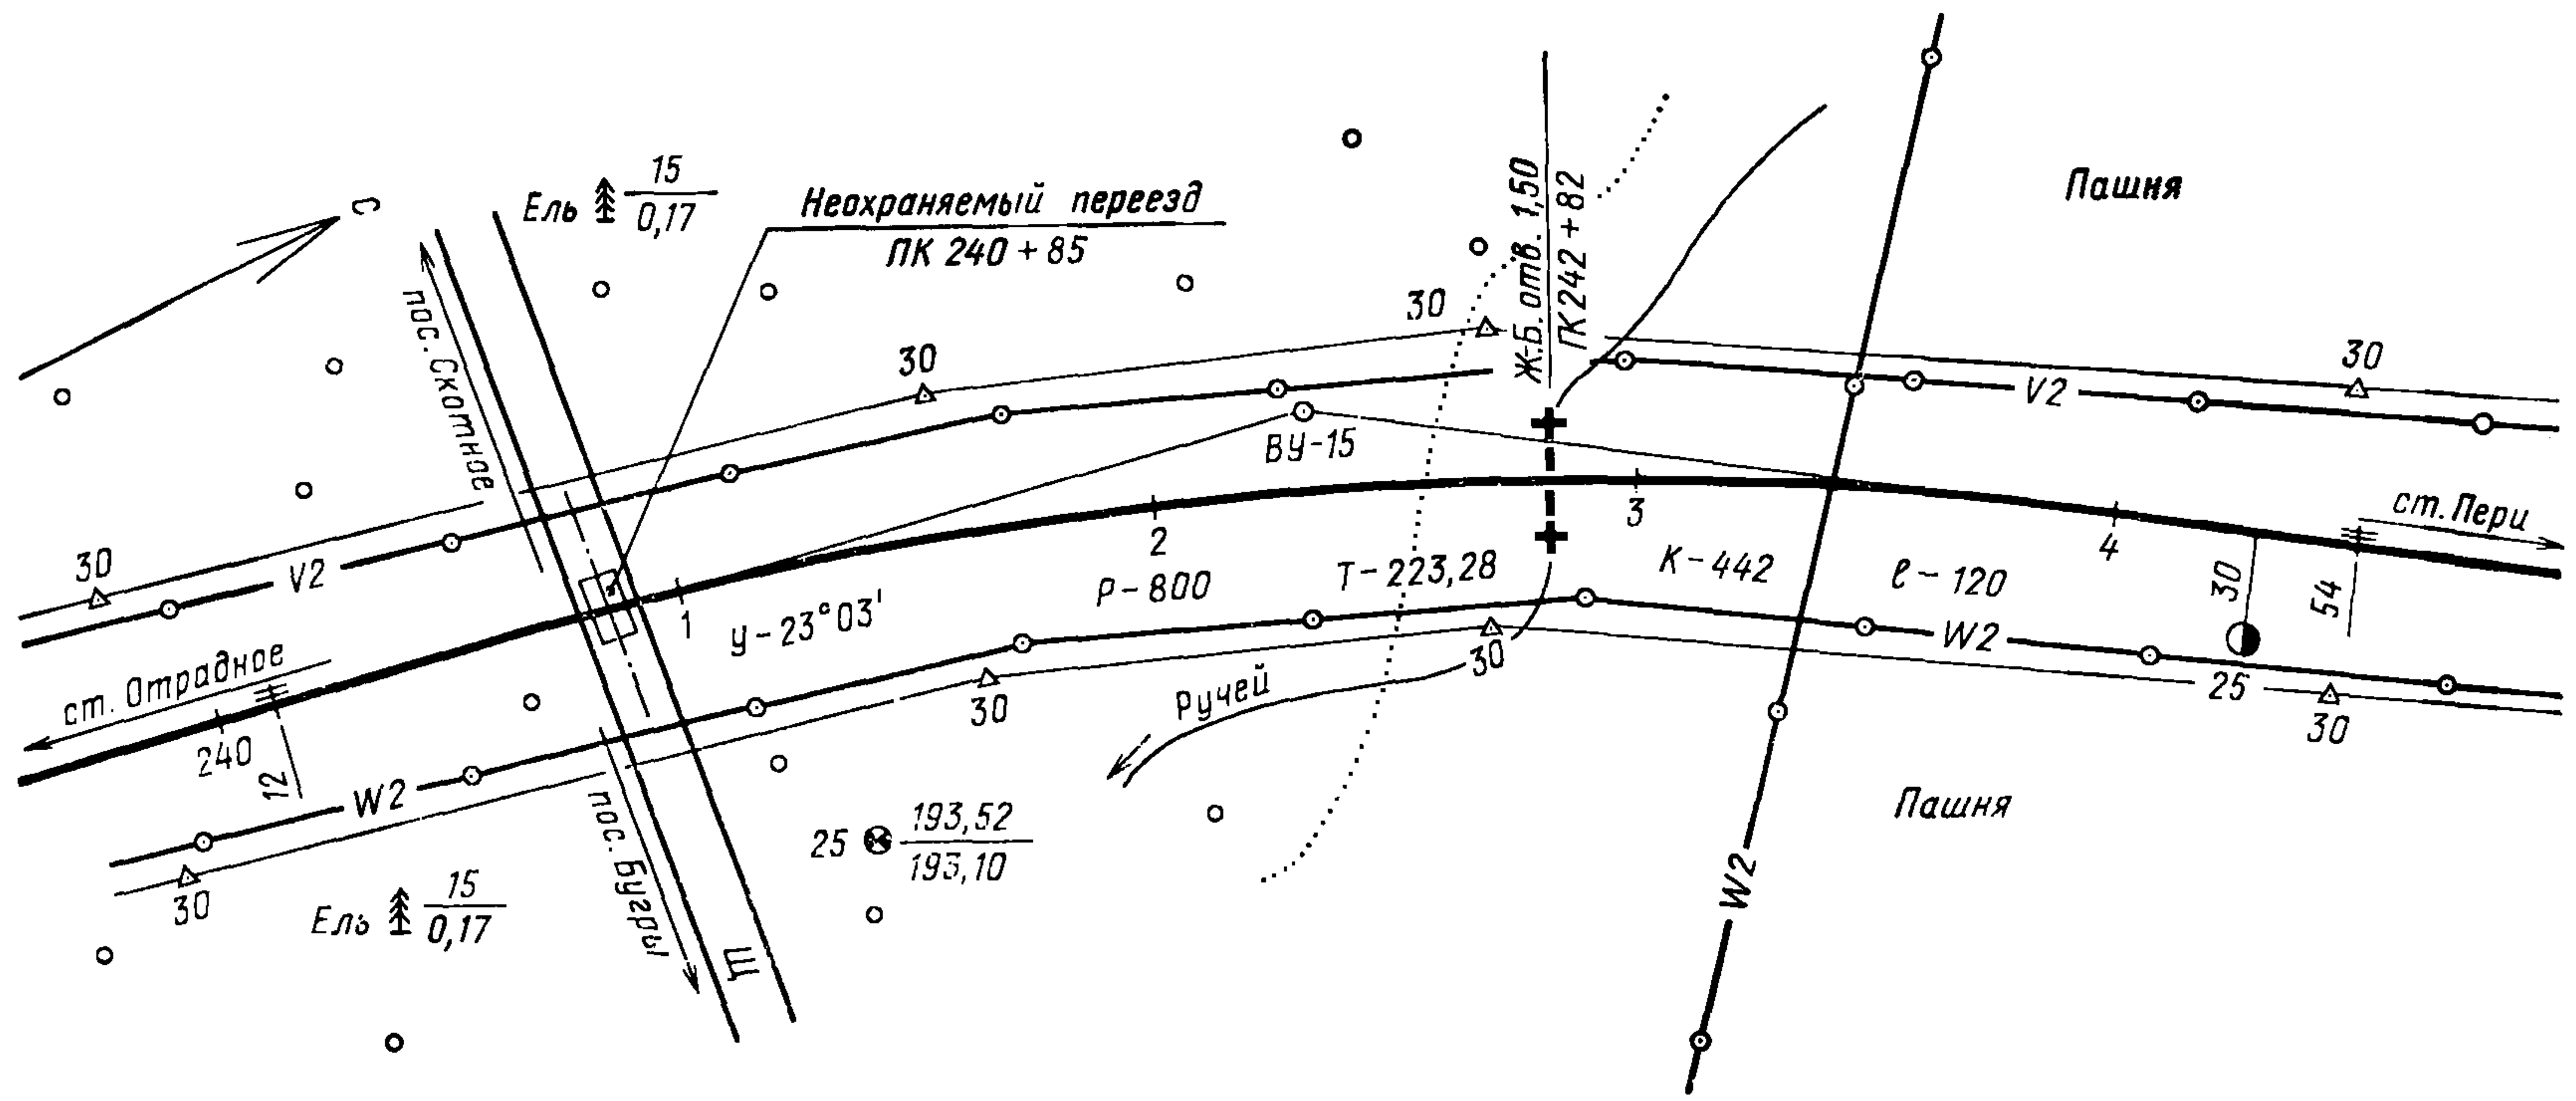 С
Ель 15
0,17
Неохраняемый переезд
ПК 240 + 85
Ж-Б. отв. 1,50
ПК242 + 82
Пашня
пос. Скотное
30
30
30
30
V2
V2
ВУ-15
30
V2
ст. Пери
1
2
3
4
У-23°03'
Р-800
Т-223,28
К-442
ℓ-120
30
54
ст. Отрадное
240
12
W2
W2
25
30
30
30
30
Ручей
пос. Бугры
25 193,52
193,10
Пашня
Ель 15
0,17
Щ
W2